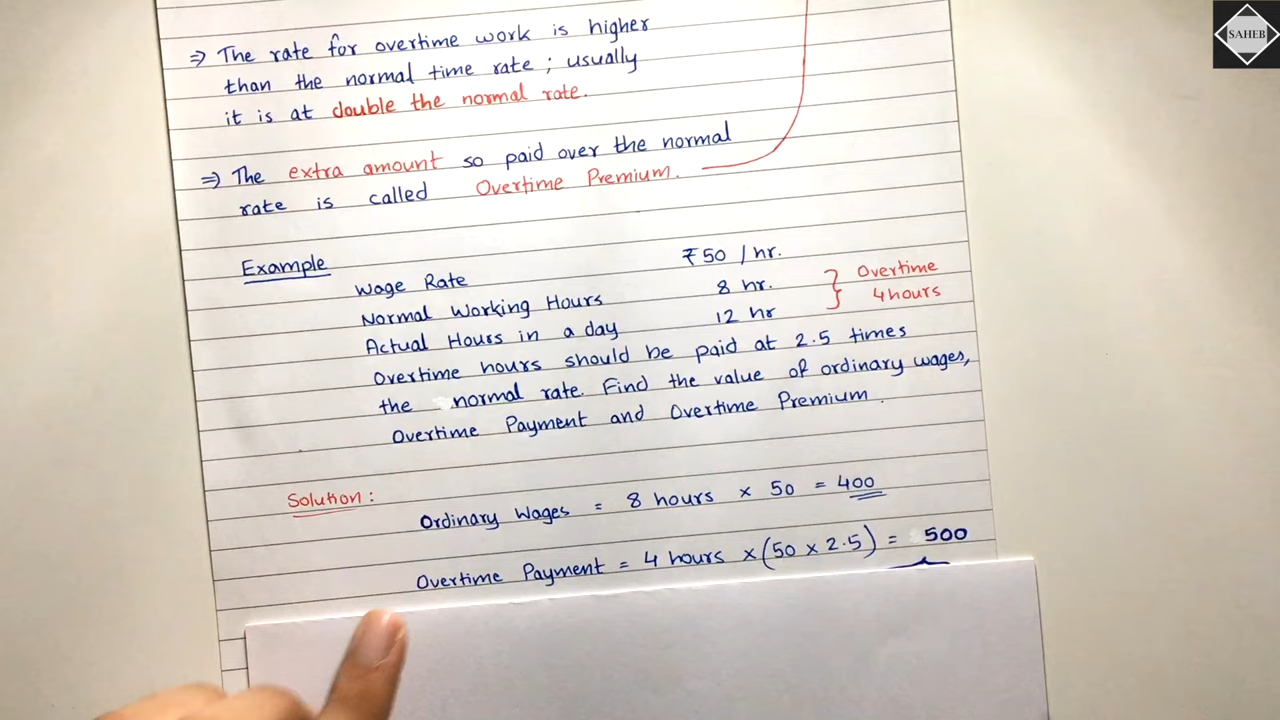 SAHEB
⇒ The rate for overtime work is higher
than the normal time rate ; usually
it is at double the normal rate.
⇒ The extra amount so paid over the normal
rate is called Overtime Premium.
Example
Wage Rate ₹50 / hr.
Normal Working Hours 8 hr.
Actual Hours in a day 12 hr
} Overtime
4 hours
Overtime hours should be paid at 2.5 times
the normal rate. Find the value of ordinary wages,
Overtime Payment and Overtime Premium.
Solution :
Ordinary Wages = 8 hours × 50 = 400
Overtime Payment = 4 hours × (50 × 2.5) = 500